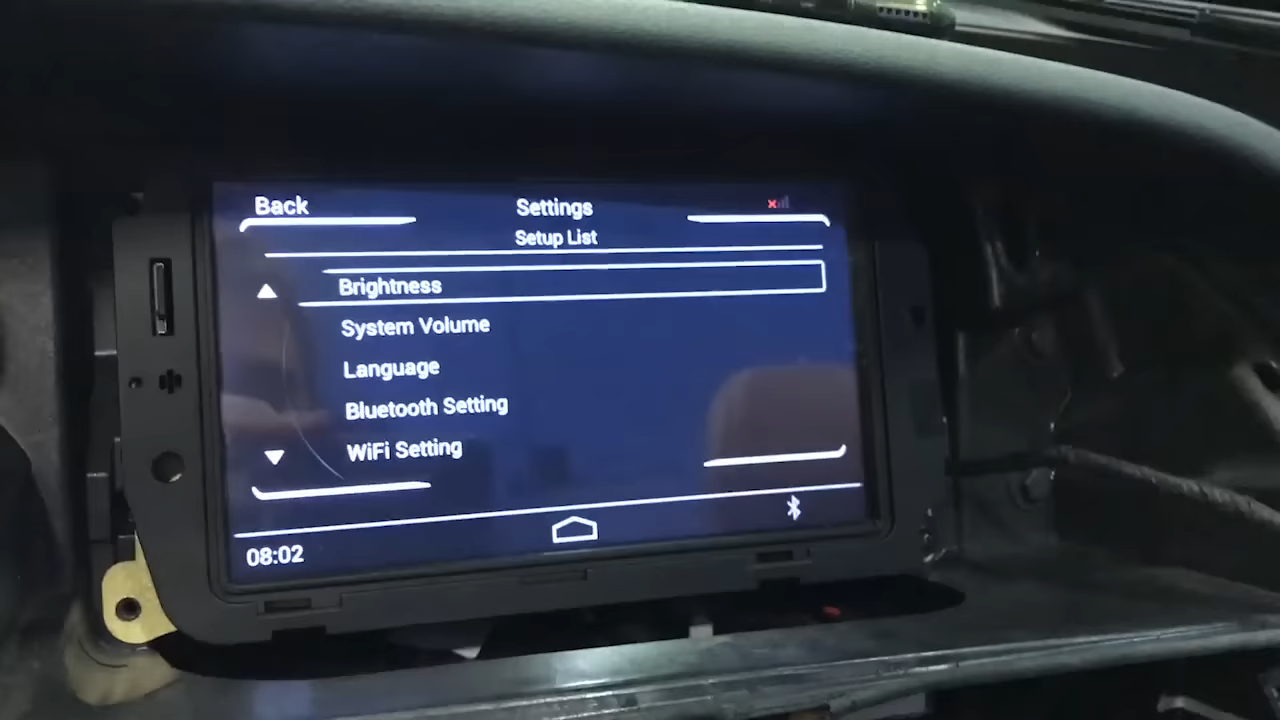 Back
Settings
Setup List
Brightness
System Volume
Language
Bluetooth Setting
WiFi Setting
08:02